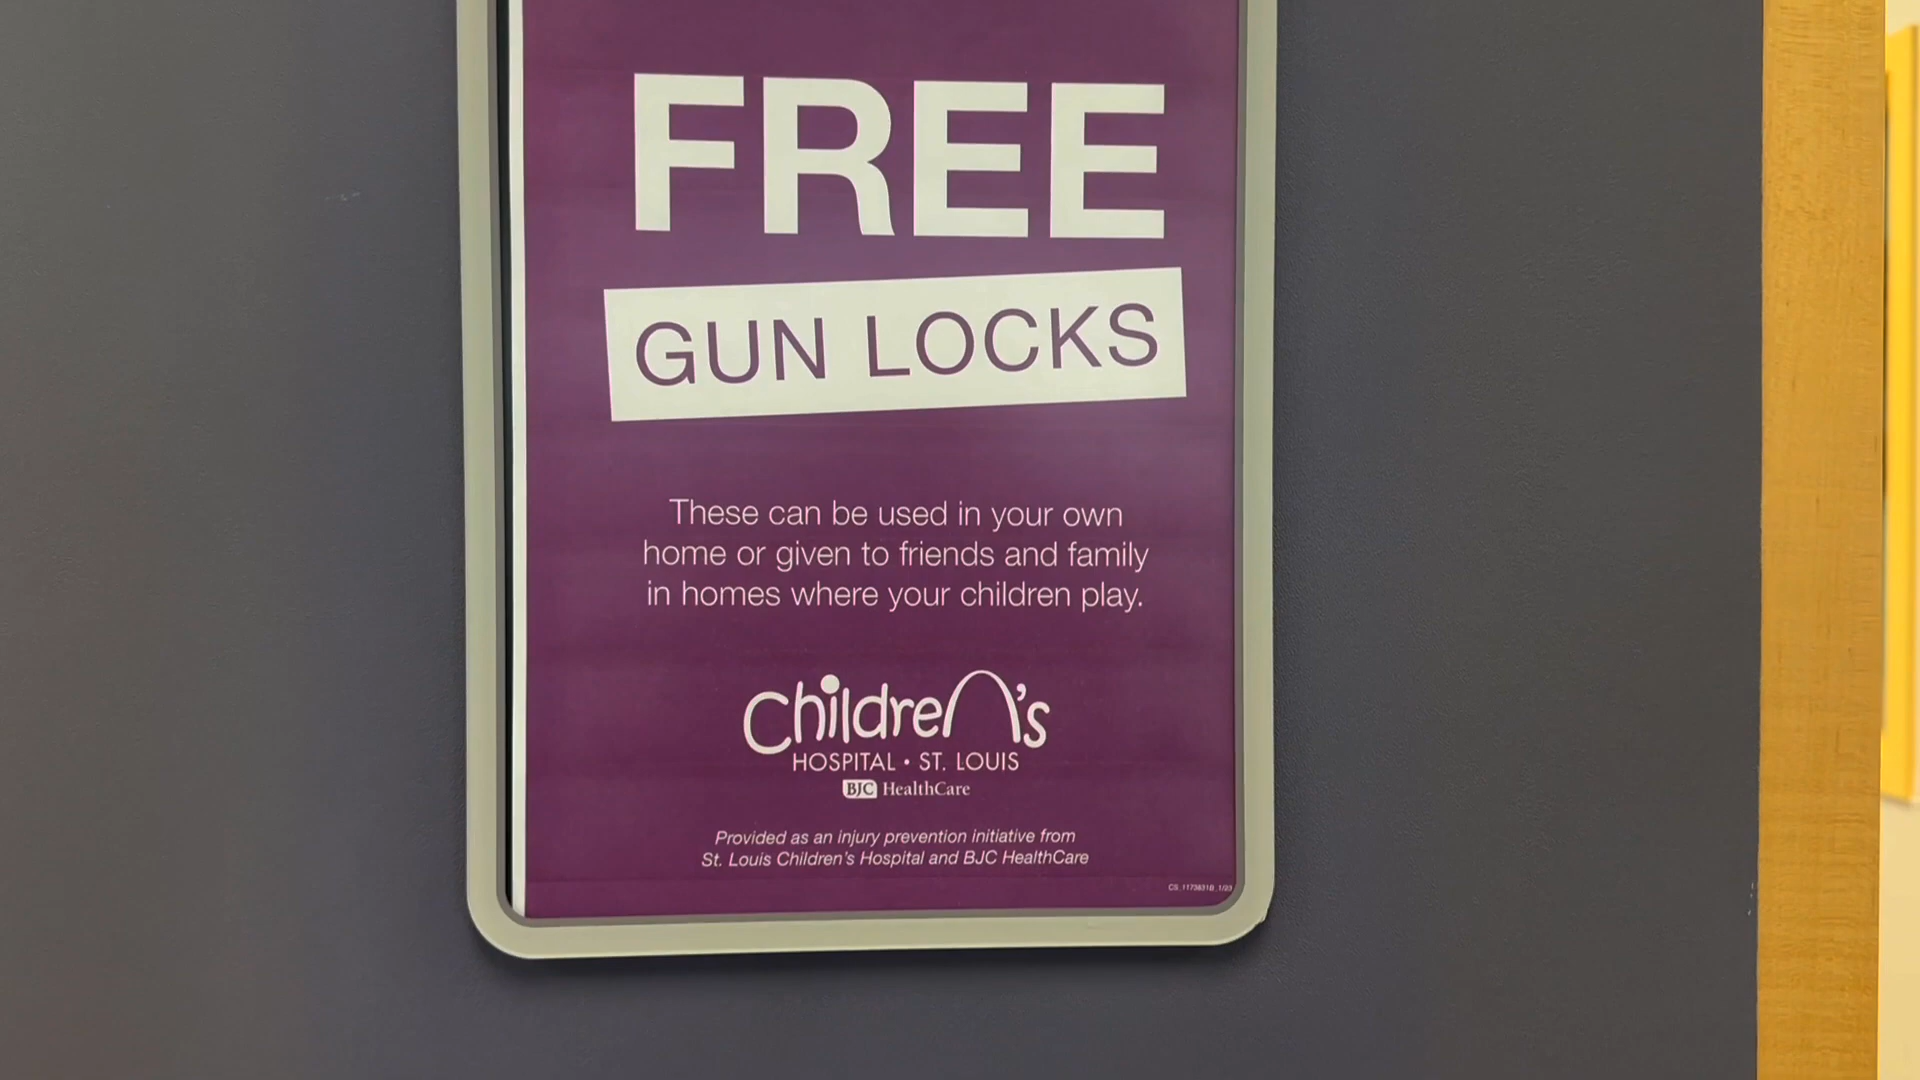 FREE
GUN LOCKS
These can be used in your own
home or given to friends and family
in homes where your children play.
Children's
HOSPITAL • ST. LOUIS
BJC HealthCare
Provided as an injury prevention initiative from
St. Louis Children's Hospital and BJC HealthCare